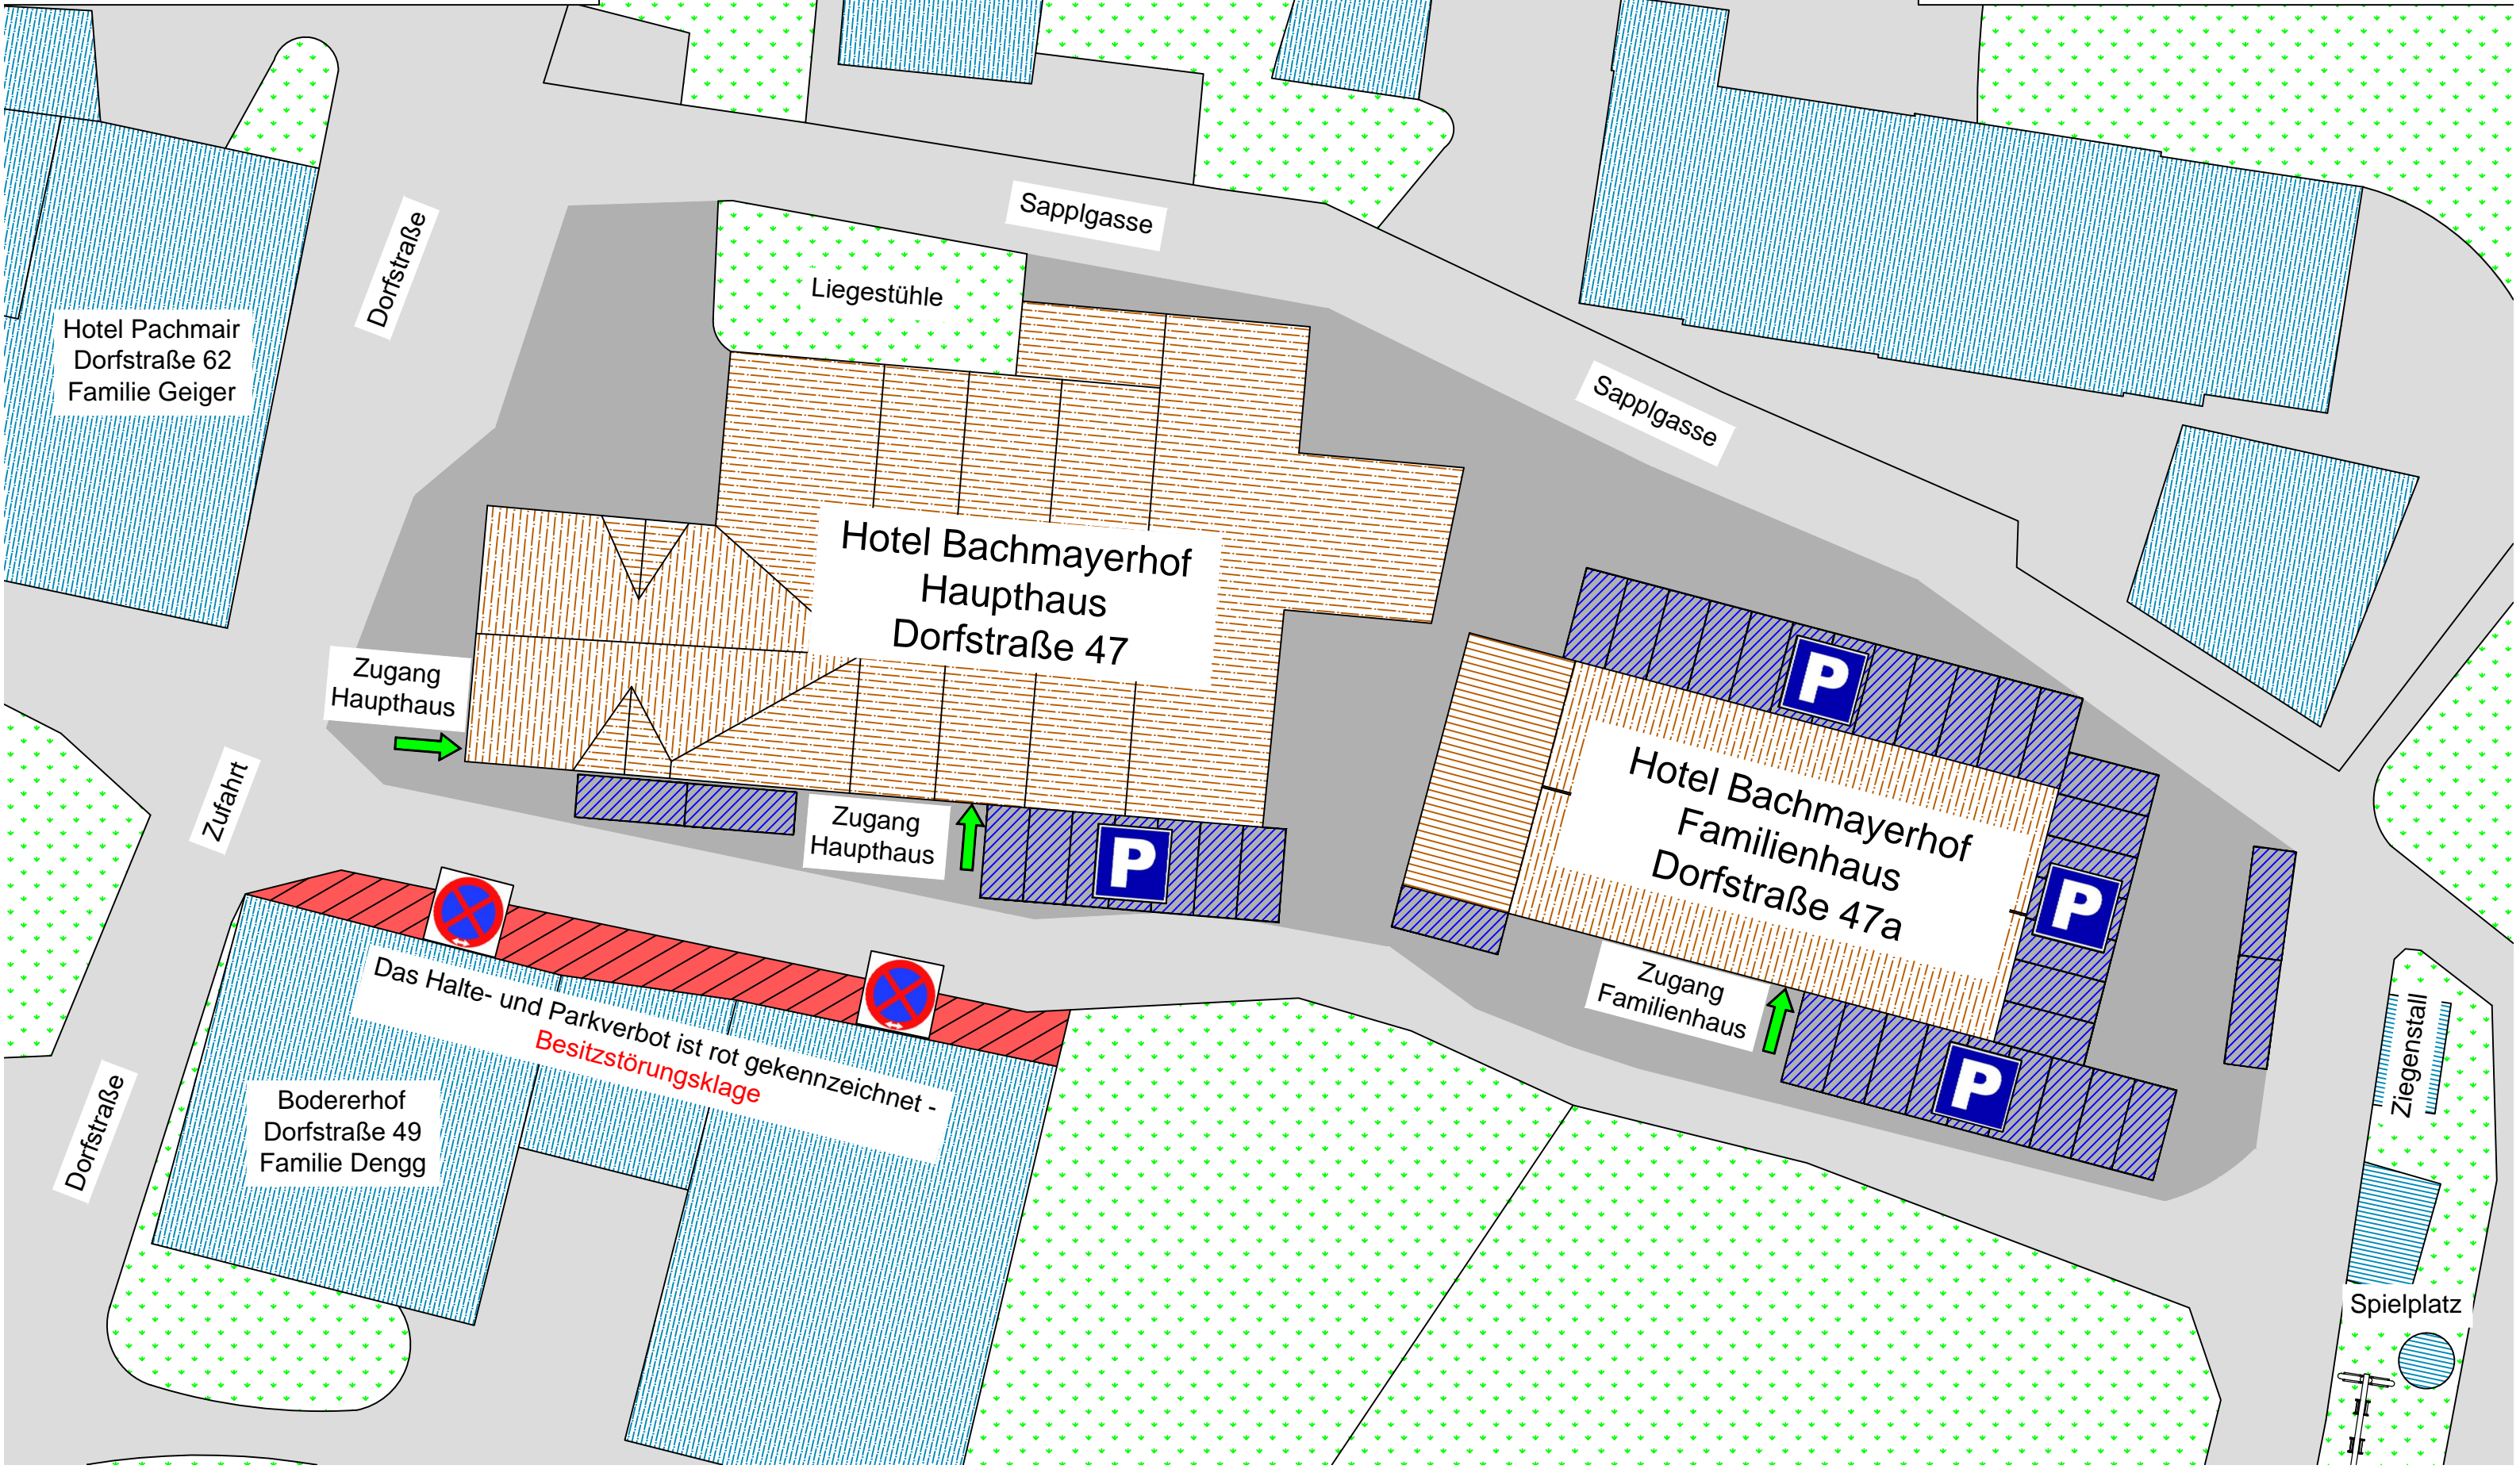 Sapplgasse
Dorfstraße
Liegestühle
Hotel Pachmair
Dorfstraße 62
Familie Geiger
Sapplgasse
Hotel Bachmayerhof
Haupthaus
Dorfstraße 47
Zugang
Haupthaus
P
Zufahrt
Zugang
Haupthaus
P
Hotel Bachmayerhof
Familienhaus
Dorfstraße 47a
P
Zugang
Familienhaus
P
Das Halte- und Parkverbot ist rot gekennzeichnet -
Besitzstörungsklage
Bodererhof
Dorfstraße 49
Familie Dengg
Dorfstraße
Ziegenstall
Spielplatz